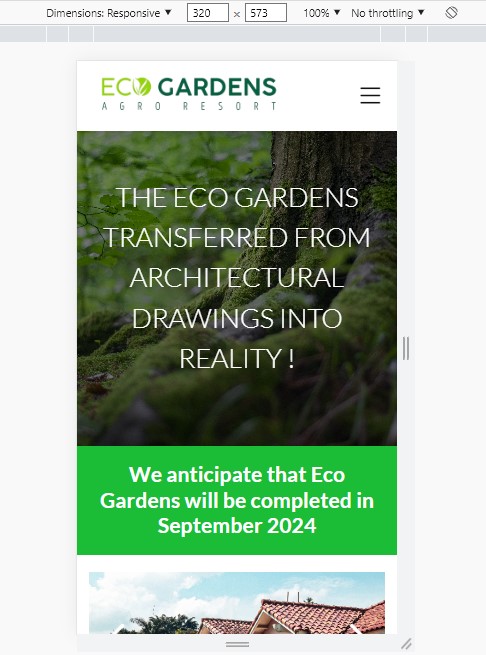 Dimensions: Responsive ▼ 320 × 573 100% ▼ No throttling ▼
ECO GARDENS
AGRO RESORT
THE ECO GARDENS
TRANSFERRED FROM
ARCHITECTURAL
DRAWINGS INTO
REALITY !
We anticipate that Eco
Gardens will be completed in
September 2024